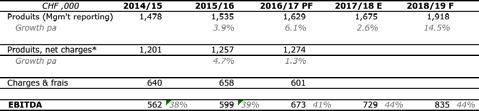 CHF ,000 2014/15 2015/16 2016/17 PF 2017/18 E 2018/19 F
Produits (Mgm't reporting) 1,478 1,535 1,629 1,675 1,918
Growth pa 3.9% 6.1% 2.6% 14.5%
Produits, net charges* 1,201 1,257 1,274
Growth pa 4.7% 1.3%
Charges & frais 640 658 601
EBITDA 562 38% 599 39% 673 41% 729 44% 835 44%